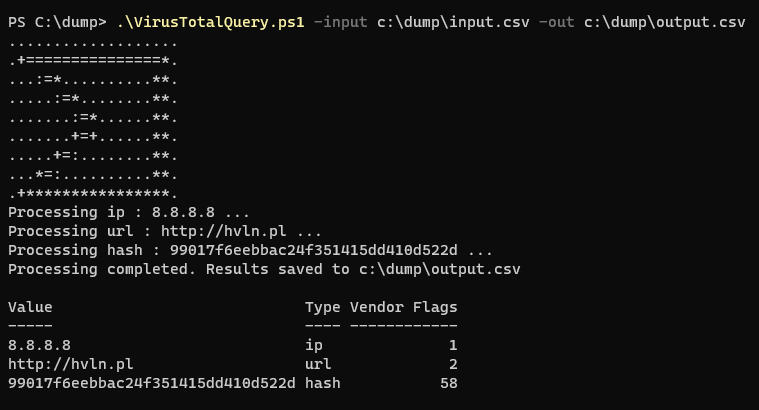 PS C:\dump> .\VirusTotalQuery.ps1 -input c:\dump\input.csv -out c:\dump\output.csv
...................
.+===============*.
...:=*..........**.
.....:=*........**.
.......:=*......**.
.......+=+......**.
.....+=:........**.
...*=:..........**.
.+****************.
Processing ip : 8.8.8.8 ...
Processing url : http://hvln.pl ...
Processing hash : 99017f6eebbac24f351415dd410d522d ...
Processing completed. Results saved to c:\dump\output.csv
Value                            Type Vendor Flags
-----                            ---- ------------
8.8.8.8                          ip              1
http://hvln.pl                   url             2
99017f6eebbac24f351415dd410d522d hash           58